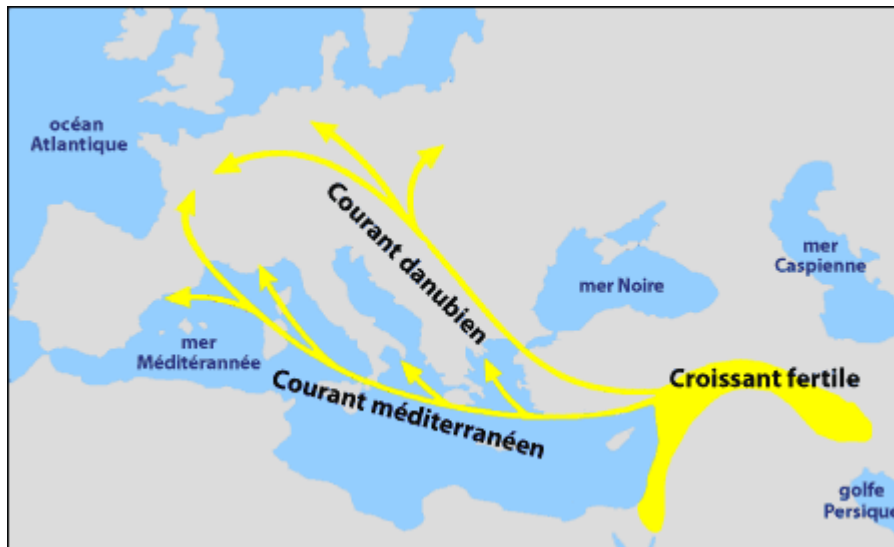 océan
Atlantique
Courant danubien
mer
Caspienne
mer Noire
mer
Méditérannée
Croissant fertile
Courant méditerranéen
golfe
Persique